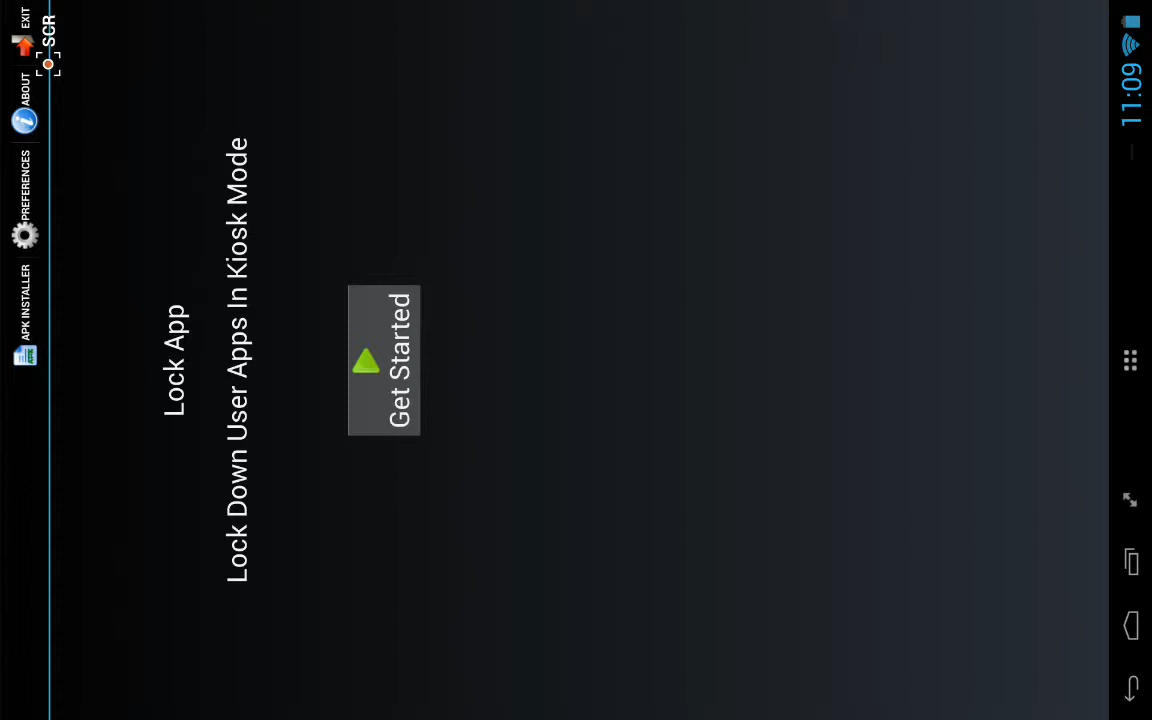 APK INSTALLER PREFERENCES ABOUT EXIT
SCR
Lock App
Lock Down User Apps In Kiosk Mode
Get Started
11:09